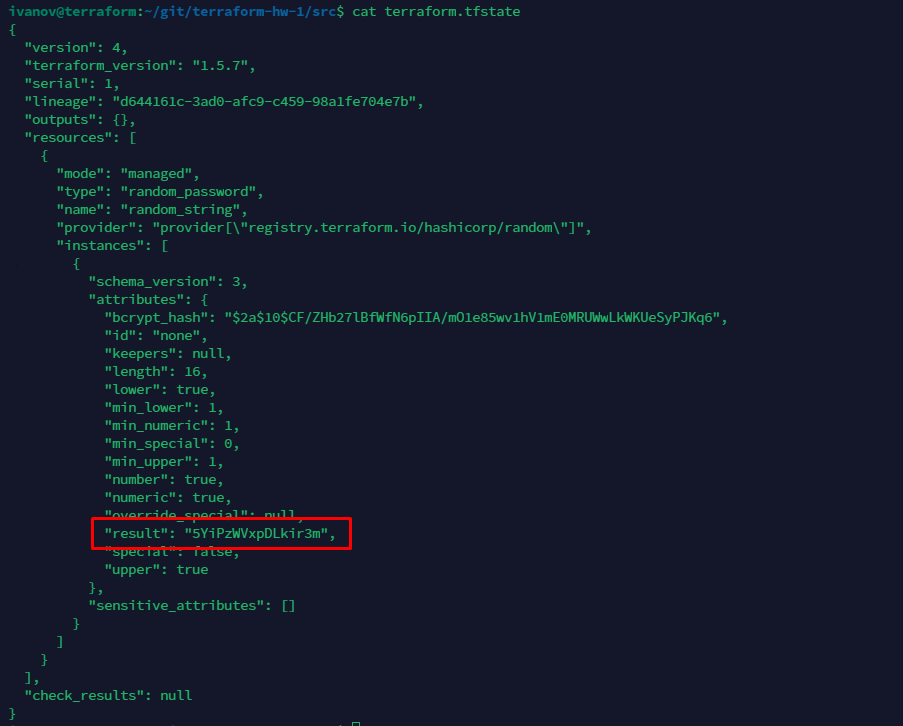 ivanov@terraform:~/git/terraform-hw-1/src$ cat terraform.tfstate
{
  "version": 4,
  "terraform_version": "1.5.7",
  "serial": 1,
  "lineage": "d644161c-3ad0-afc9-c459-98a1fe704e7b",
  "outputs": {},
  "resources": [
    {
      "mode": "managed",
      "type": "random_password",
      "name": "random_string",
      "provider": "provider[\"registry.terraform.io/hashicorp/random\"]",
      "instances": [
        {
          "schema_version": 3,
          "attributes": {
            "bcrypt_hash": "$2a$10$CF/ZHb27lBfWfN6pIIA/mO1e85wv1hV1mE0MRUWwLkWKUeSyPJKq6",
            "id": "none",
            "keepers": null,
            "length": 16,
            "lower": true,
            "min_lower": 1,
            "min_numeric": 1,
            "min_special": 0,
            "min_upper": 1,
            "number": true,
            "numeric": true,
            "override_special": null,
            "result": "5YiPzWVxpDLkir3m",
            "special": false,
            "upper": true
          },
          "sensitive_attributes": []
        }
      ]
    }
  ],
  "check_results": null
}